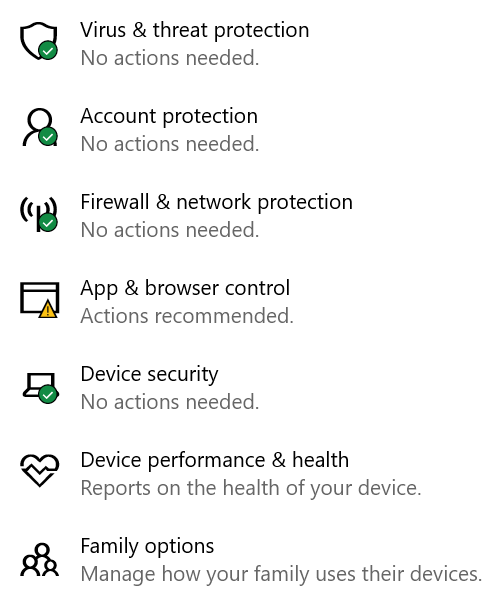 Virus & threat protection
No actions needed.
Account protection
No actions needed.
Firewall & network protection
No actions needed.
App & browser control
Actions recommended.
Device security
No actions needed.
Device performance & health
Reports on the health of your device.
Family options
Manage how your family uses their devices.